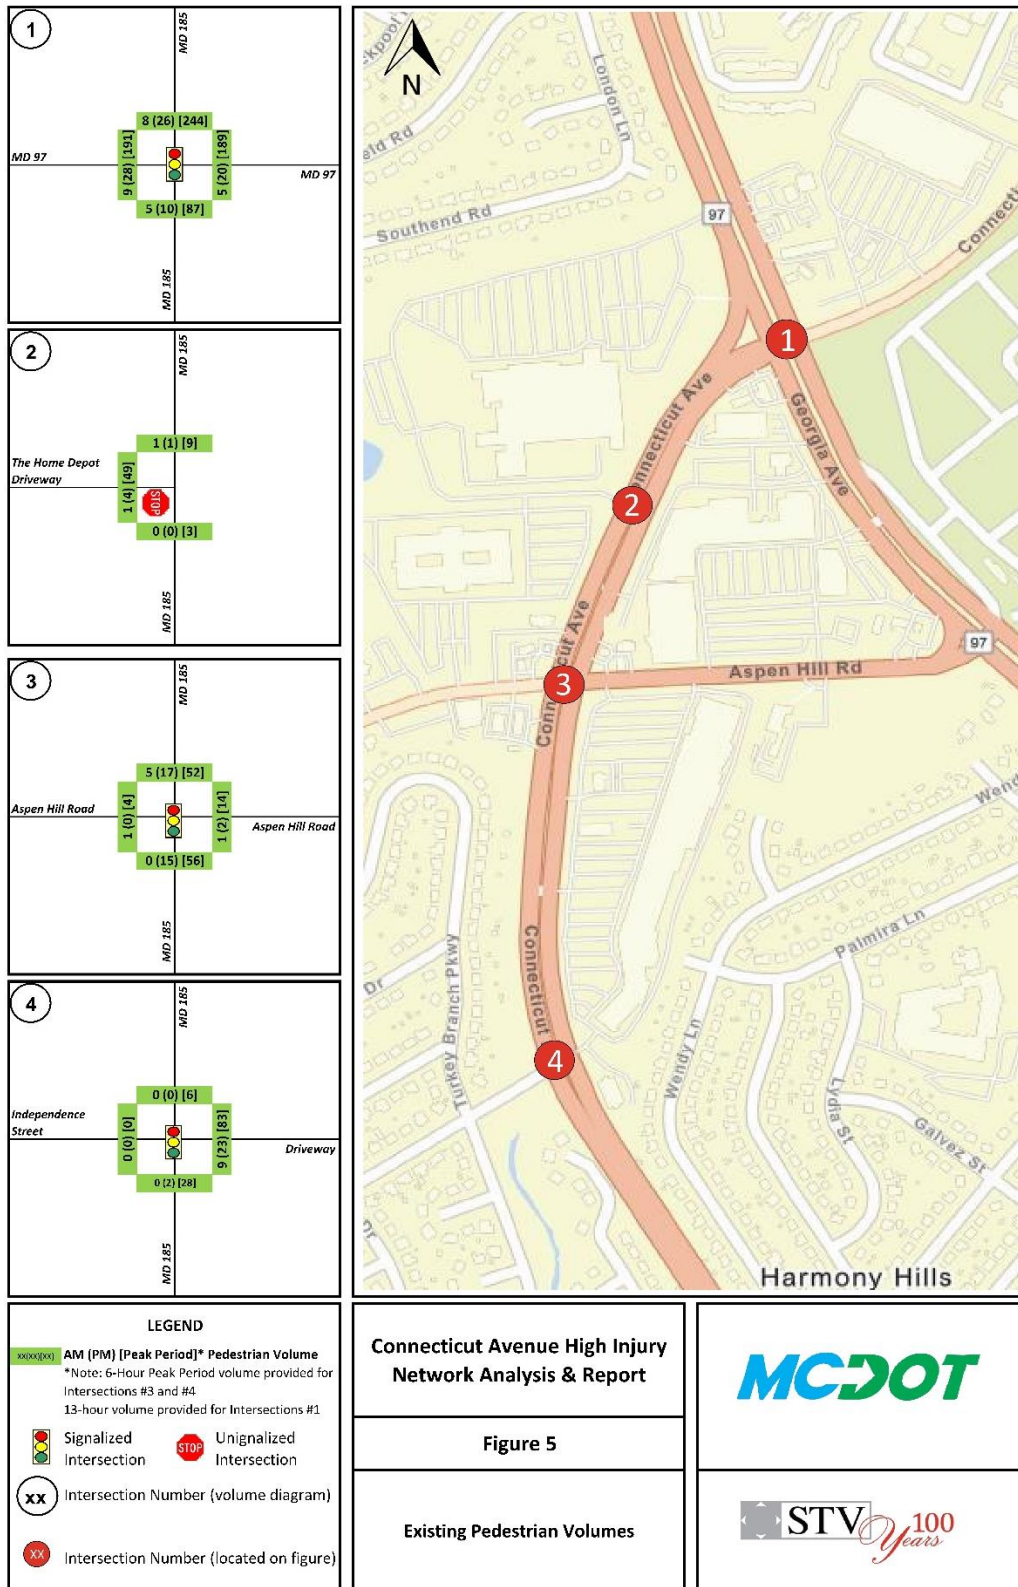 1
MD 185
8 (26) [244]
9 (28) [191]
5 (20) [189]
MD 97
MD 97
5 (10) [87]
MD 185
2
MD 185
1 (1) [9]
The Home Depot
Driveway
1 (4) [49]
STOP
0 (0) [3]
MD 185
3
MD 185
5 (17) [52]
1 (0) [4]
1 (2) [14]
Aspen Hill Road
Aspen Hill Road
0 (15) [56]
MD 185
4
MD 185
0 (0) [6]
Independence
Street
0 (0) [0]
9 (23) [83]
Driveway
0 (2) [28]
MD 185
N
London Ln
Southend Rd
97
1
Connecticut Ave
Georgia Ave
2
97
Aspen Hill Rd
3
Palmira Ln
Connecticut
Turkey Branch Pkwy
Dr
4
Wendy Ln
Lydia St
Galvez St
Dr
Harmony Hills
LEGEND
xx(xx)[xx] AM (PM) [Peak Period]* Pedestrian Volume
*Note: 6-Hour Peak Period volume provided for
Intersections #3 and #4
13-hour volume provided for Intersections #1
Signalized
Intersection
STOP Unignalized
Intersection
xx Intersection Number (volume diagram)
XX Intersection Number (located on figure)
Connecticut Avenue High Injury
Network Analysis & Report
Figure 5
Existing Pedestrian Volumes
MCDOT
STV 100
Years